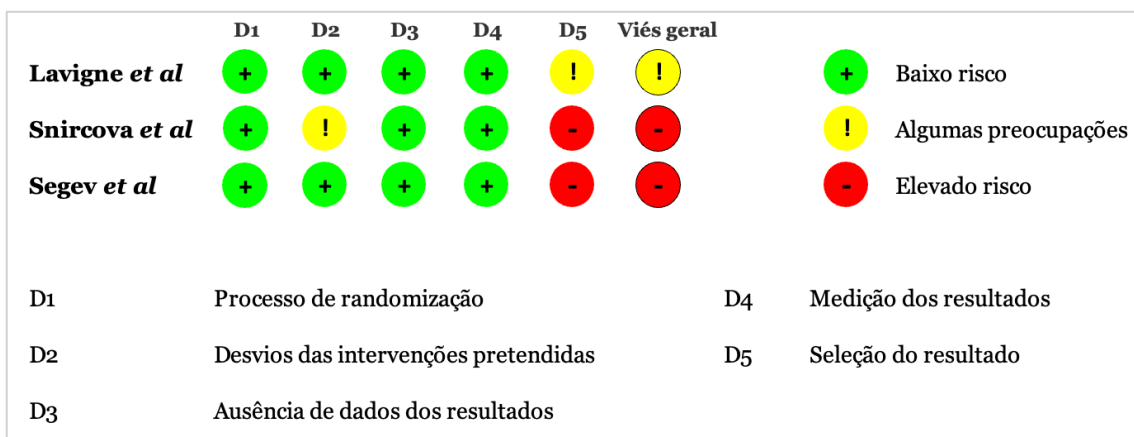 D1 D2 D3 D4 D5 Viés geral
Lavigne et al + + + + ! ! + Baixo risco
Snircova et al + ! + + - - ! Algumas preocupações
Segev et al + + + + - - - Elevado risco
D1 Processo de randomização D4 Medição dos resultados
D2 Desvios das intervenções pretendidas D5 Seleção do resultado
D3 Ausência de dados dos resultados